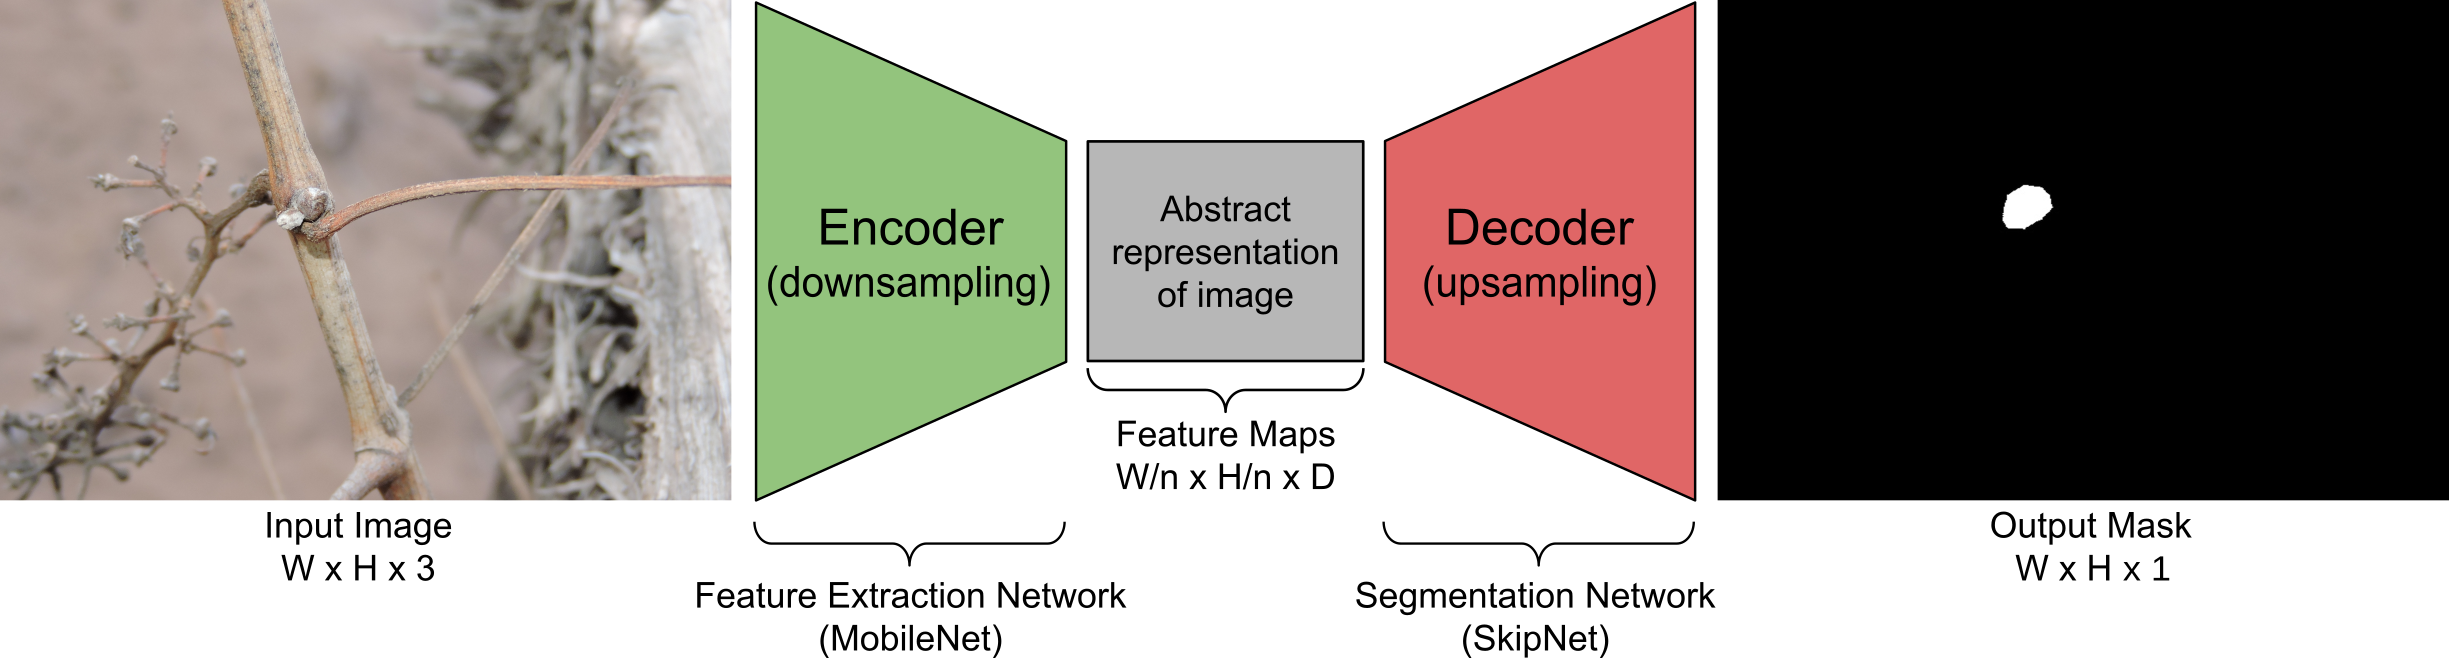 Encoder
(downsampling)
Abstract
representation
of image
Decoder
(upsampling)
Feature Maps
W/n x H/n x D
Input Image
W x H x 3
Output Mask
W x H x 1
Feature Extraction Network
(MobileNet)
Segmentation Network
(SkipNet)